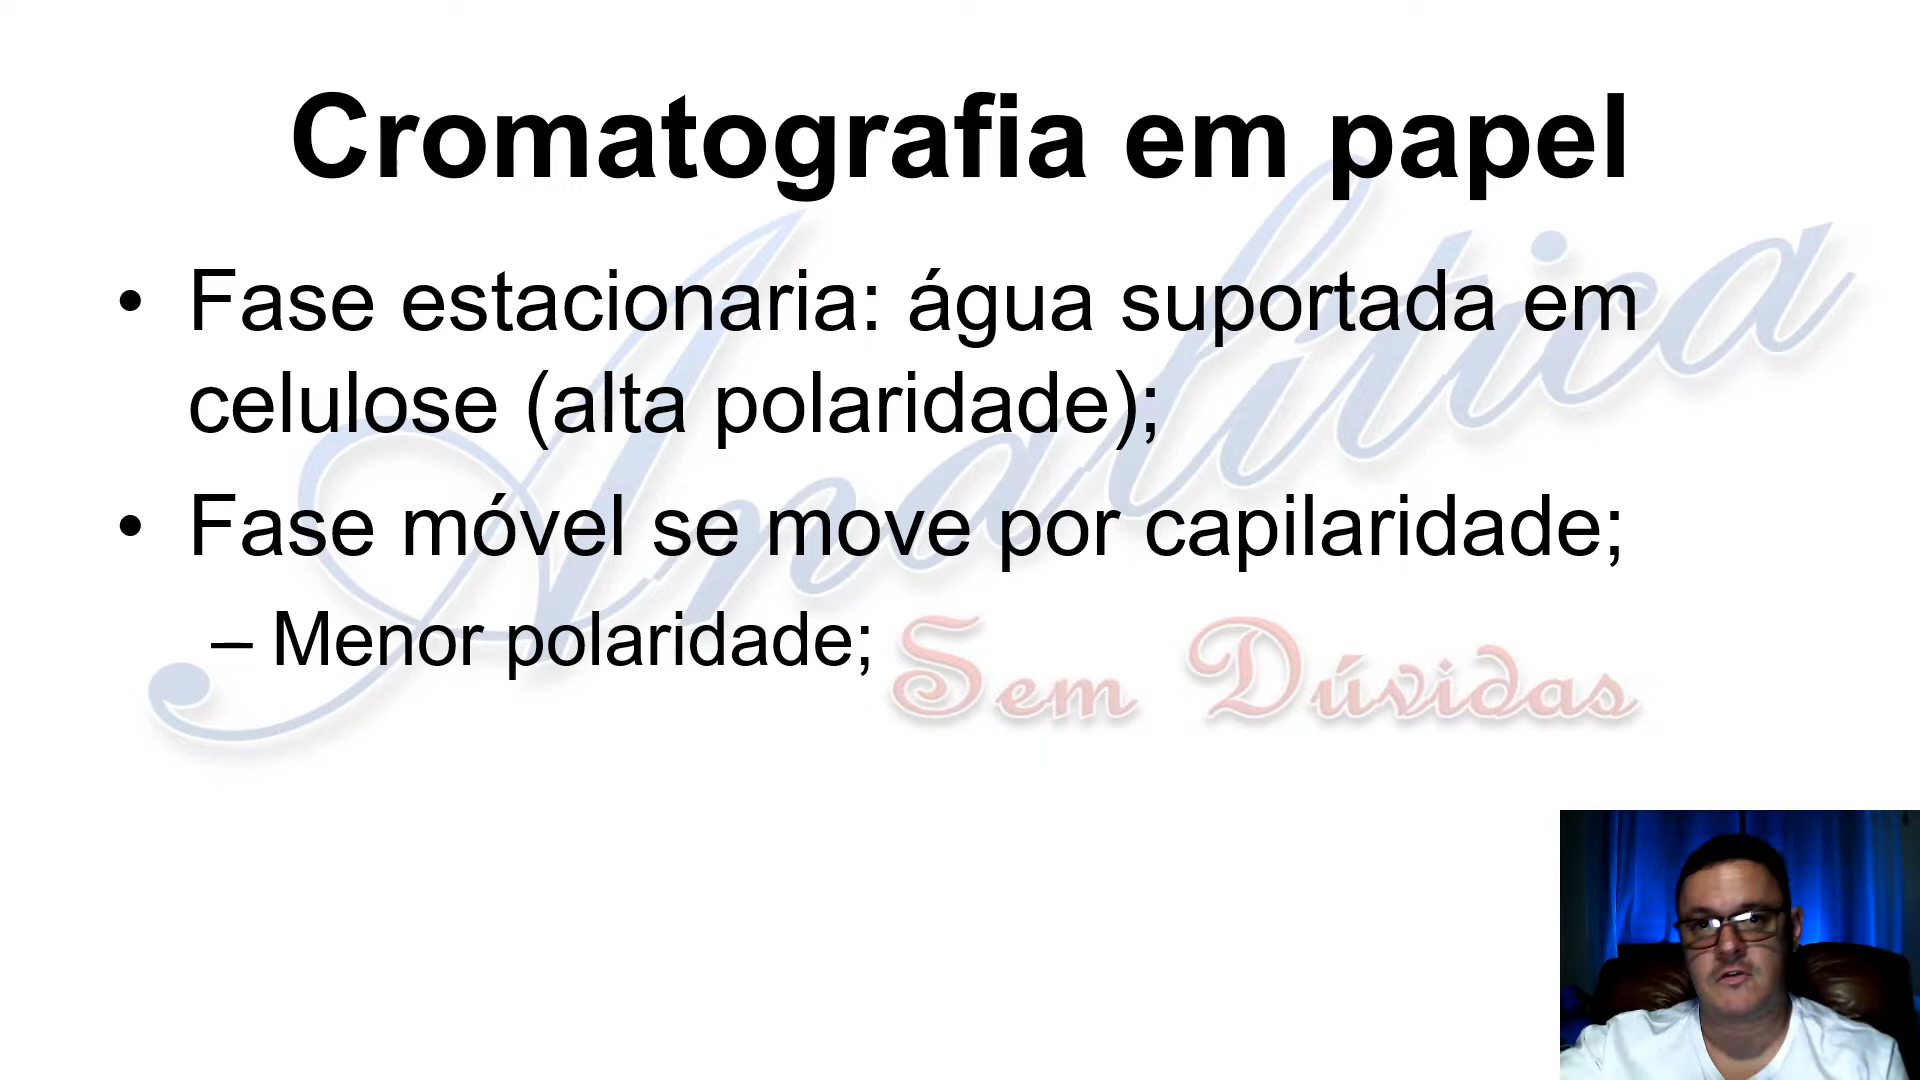 Cromatografia em papel
• Fase estacionaria: água suportada em
celulose (alta polaridade);
• Fase móvel se move por capilaridade;
– Menor polaridade;
Analítica
Sem Dúvidas